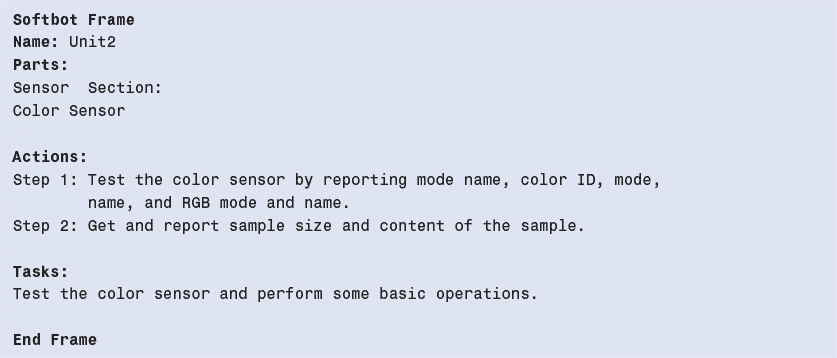 Softbot Frame
Name: Unit2
Parts:
Sensor  Section:
Color Sensor
Actions:
Step 1: Test the color sensor by reporting mode name, color ID, mode,
name, and RGB mode and name.
Step 2: Get and report sample size and content of the sample.
Tasks:
Test the color sensor and perform some basic operations.
End Frame